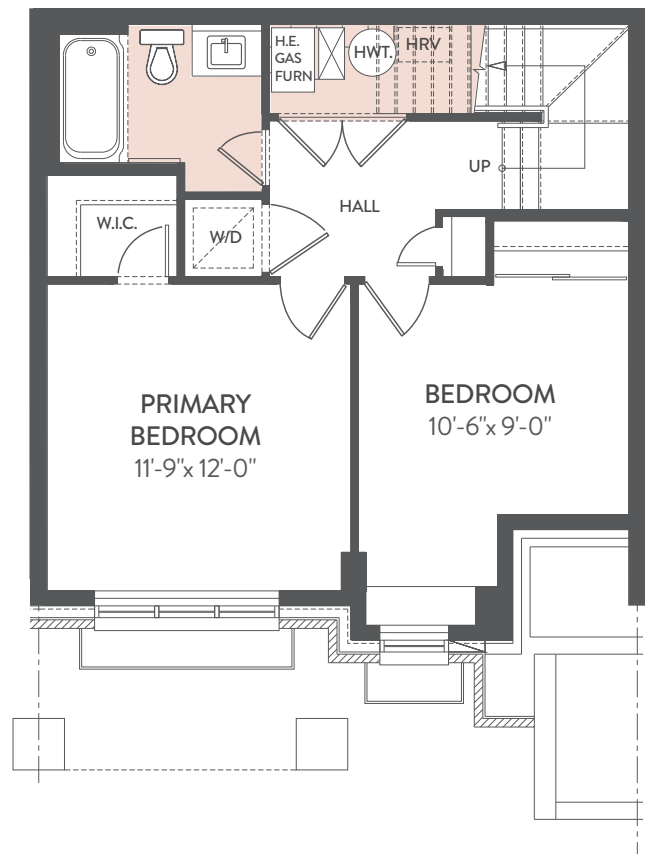 H.E.
GAS
FURN
HWT.
HRV
UP
HALL
W.I.C.
W/D
PRIMARY
BEDROOM
11'-9"x 12'-0"
BEDROOM
10'-6"x 9'-0"